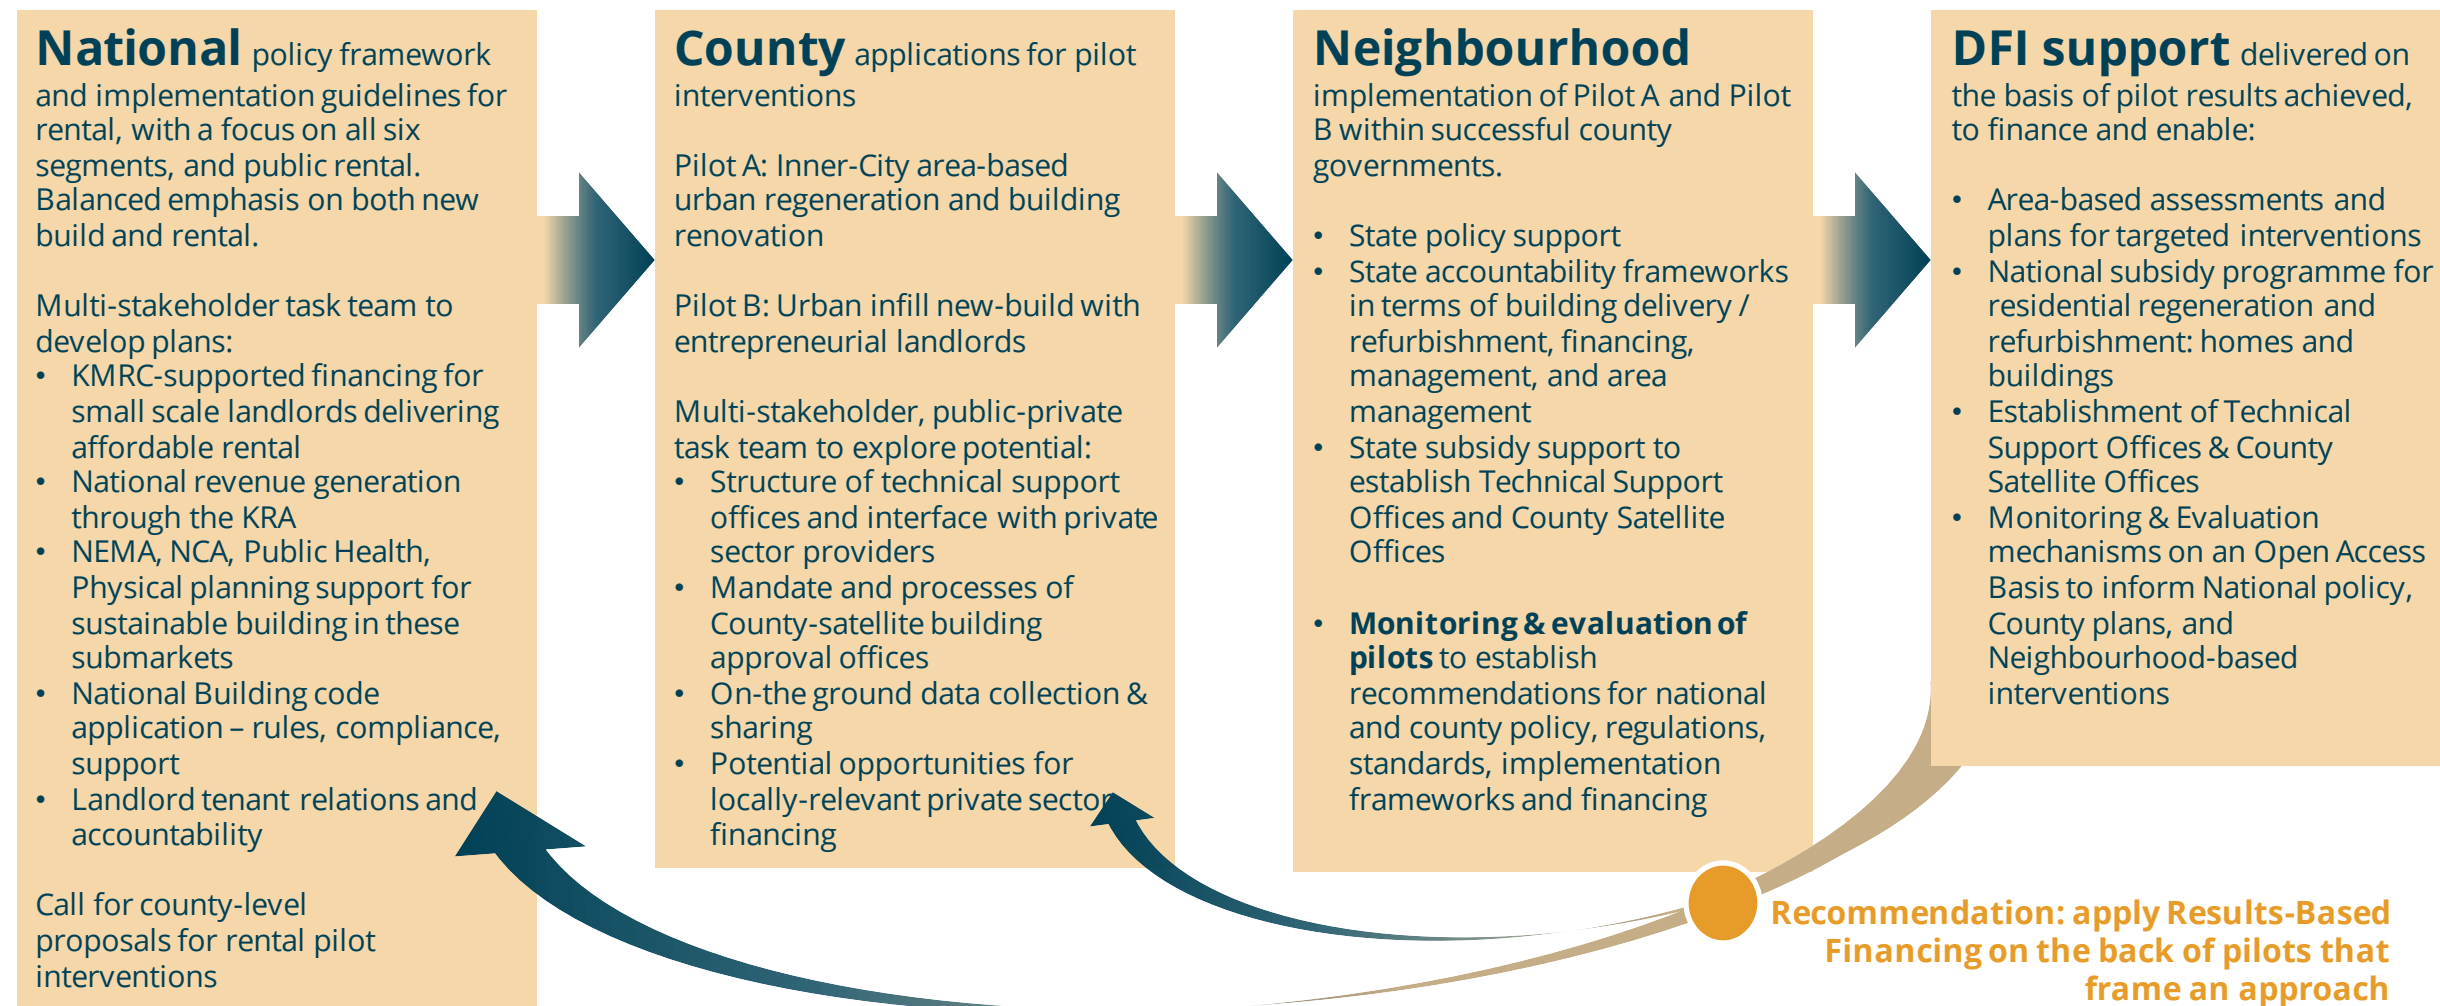 National policy framework
and implementation guidelines for
rental, with a focus on all six
segments, and public rental.
Balanced emphasis on both new
build and rental.
Multi-stakeholder task team to
develop plans:
• KMRC-supported financing for
small scale landlords delivering
affordable rental
• National revenue generation
through the KRA
• NEMA, NCA, Public Health,
Physical planning support for
sustainable building in these
submarkets
• National Building code
application – rules, compliance,
support
• Landlord tenant relations and
accountability
Call for county-level
proposals for rental pilot
interventions
County applications for pilot
interventions
Pilot A: Inner-City area-based
urban regeneration and building
renovation
Pilot B: Urban infill new-build with
entrepreneurial landlords
Multi-stakeholder, public-private
task team to explore potential:
• Structure of technical support
offices and interface with private
sector providers
• Mandate and processes of
County-satellite building
approval offices
• On-the ground data collection &
sharing
• Potential opportunities for
locally-relevant private sector
financing
Neighbourhood
implementation of Pilot A and Pilot
B within successful county
governments.
• State policy support
• State accountability frameworks
in terms of building delivery /
refurbishment, financing,
management, and area
management
• State subsidy support to
establish Technical Support
Offices and County Satellite
Offices
• Monitoring & evaluation of
pilots to establish
recommendations for national
and county policy, regulations,
standards, implementation
frameworks and financing
DFI support delivered on
the basis of pilot results achieved,
to finance and enable:
• Area-based assessments and
plans for targeted interventions
• National subsidy programme for
residential regeneration and
refurbishment: homes and
buildings
• Establishment of Technical
Support Offices & County
Satellite Offices
• Monitoring & Evaluation
mechanisms on an Open Access
Basis to inform National policy,
County plans, and
Neighbourhood-based
interventions
Recommendation: apply Results-Based
Financing on the back of pilots that
frame an approach